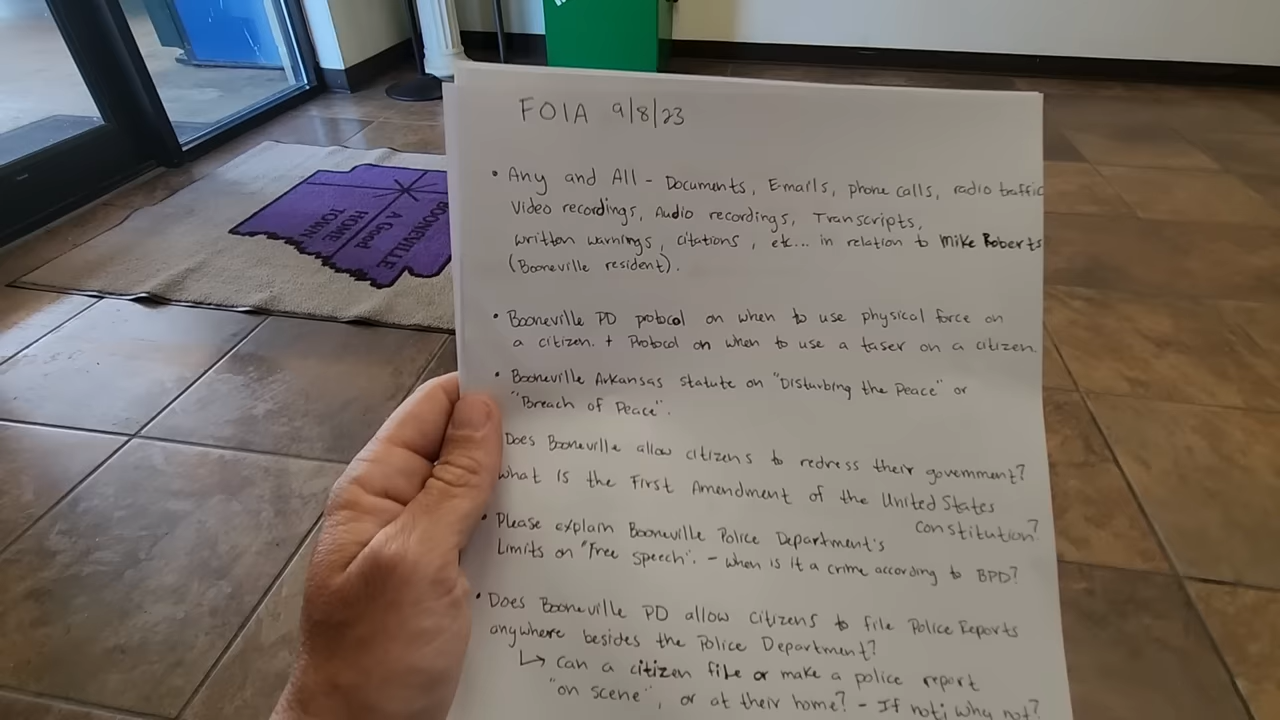 FOIA 9/8/23
• Any and All - Documents, Emails, phone calls, radio traffic
Video recordings, Audio recordings, Transcripts,
written warnings, citations, etc... in relation to Mike Roberts
(Booneville resident).
• Booneville PD protocol on when to use physical force on
a citizen. + Protocol on when to use a taser on a citizen.
• Booneville Arkansas statute on "Disturbing the Peace" or
"Breach of Peace".
Does Booneville allow citizens to redress their government?
what is the First Amendment of the United States
constitution?
• Please explain Booneville Police Department's
Limits on "Free speech". - when is it a crime according to BPD?
• Does Booneville PD allow citizens to file Police Reports
anywhere besides the Police Department?
↳ can a citizen file or make a police report
"on scene", or at their home? - If not, why not?
BOONEVILLE
A Good
HOME
TOWN